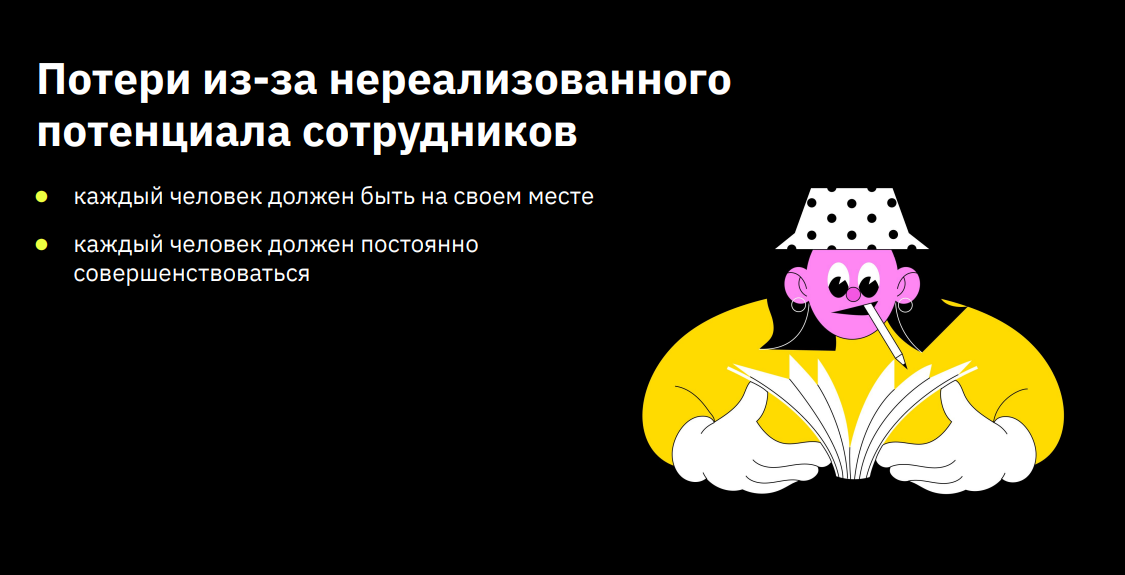 Потери из-за нереализованного
потенциала сотрудников
каждый человек должен быть на своем месте
каждый человек должен постоянно
совершенствоваться